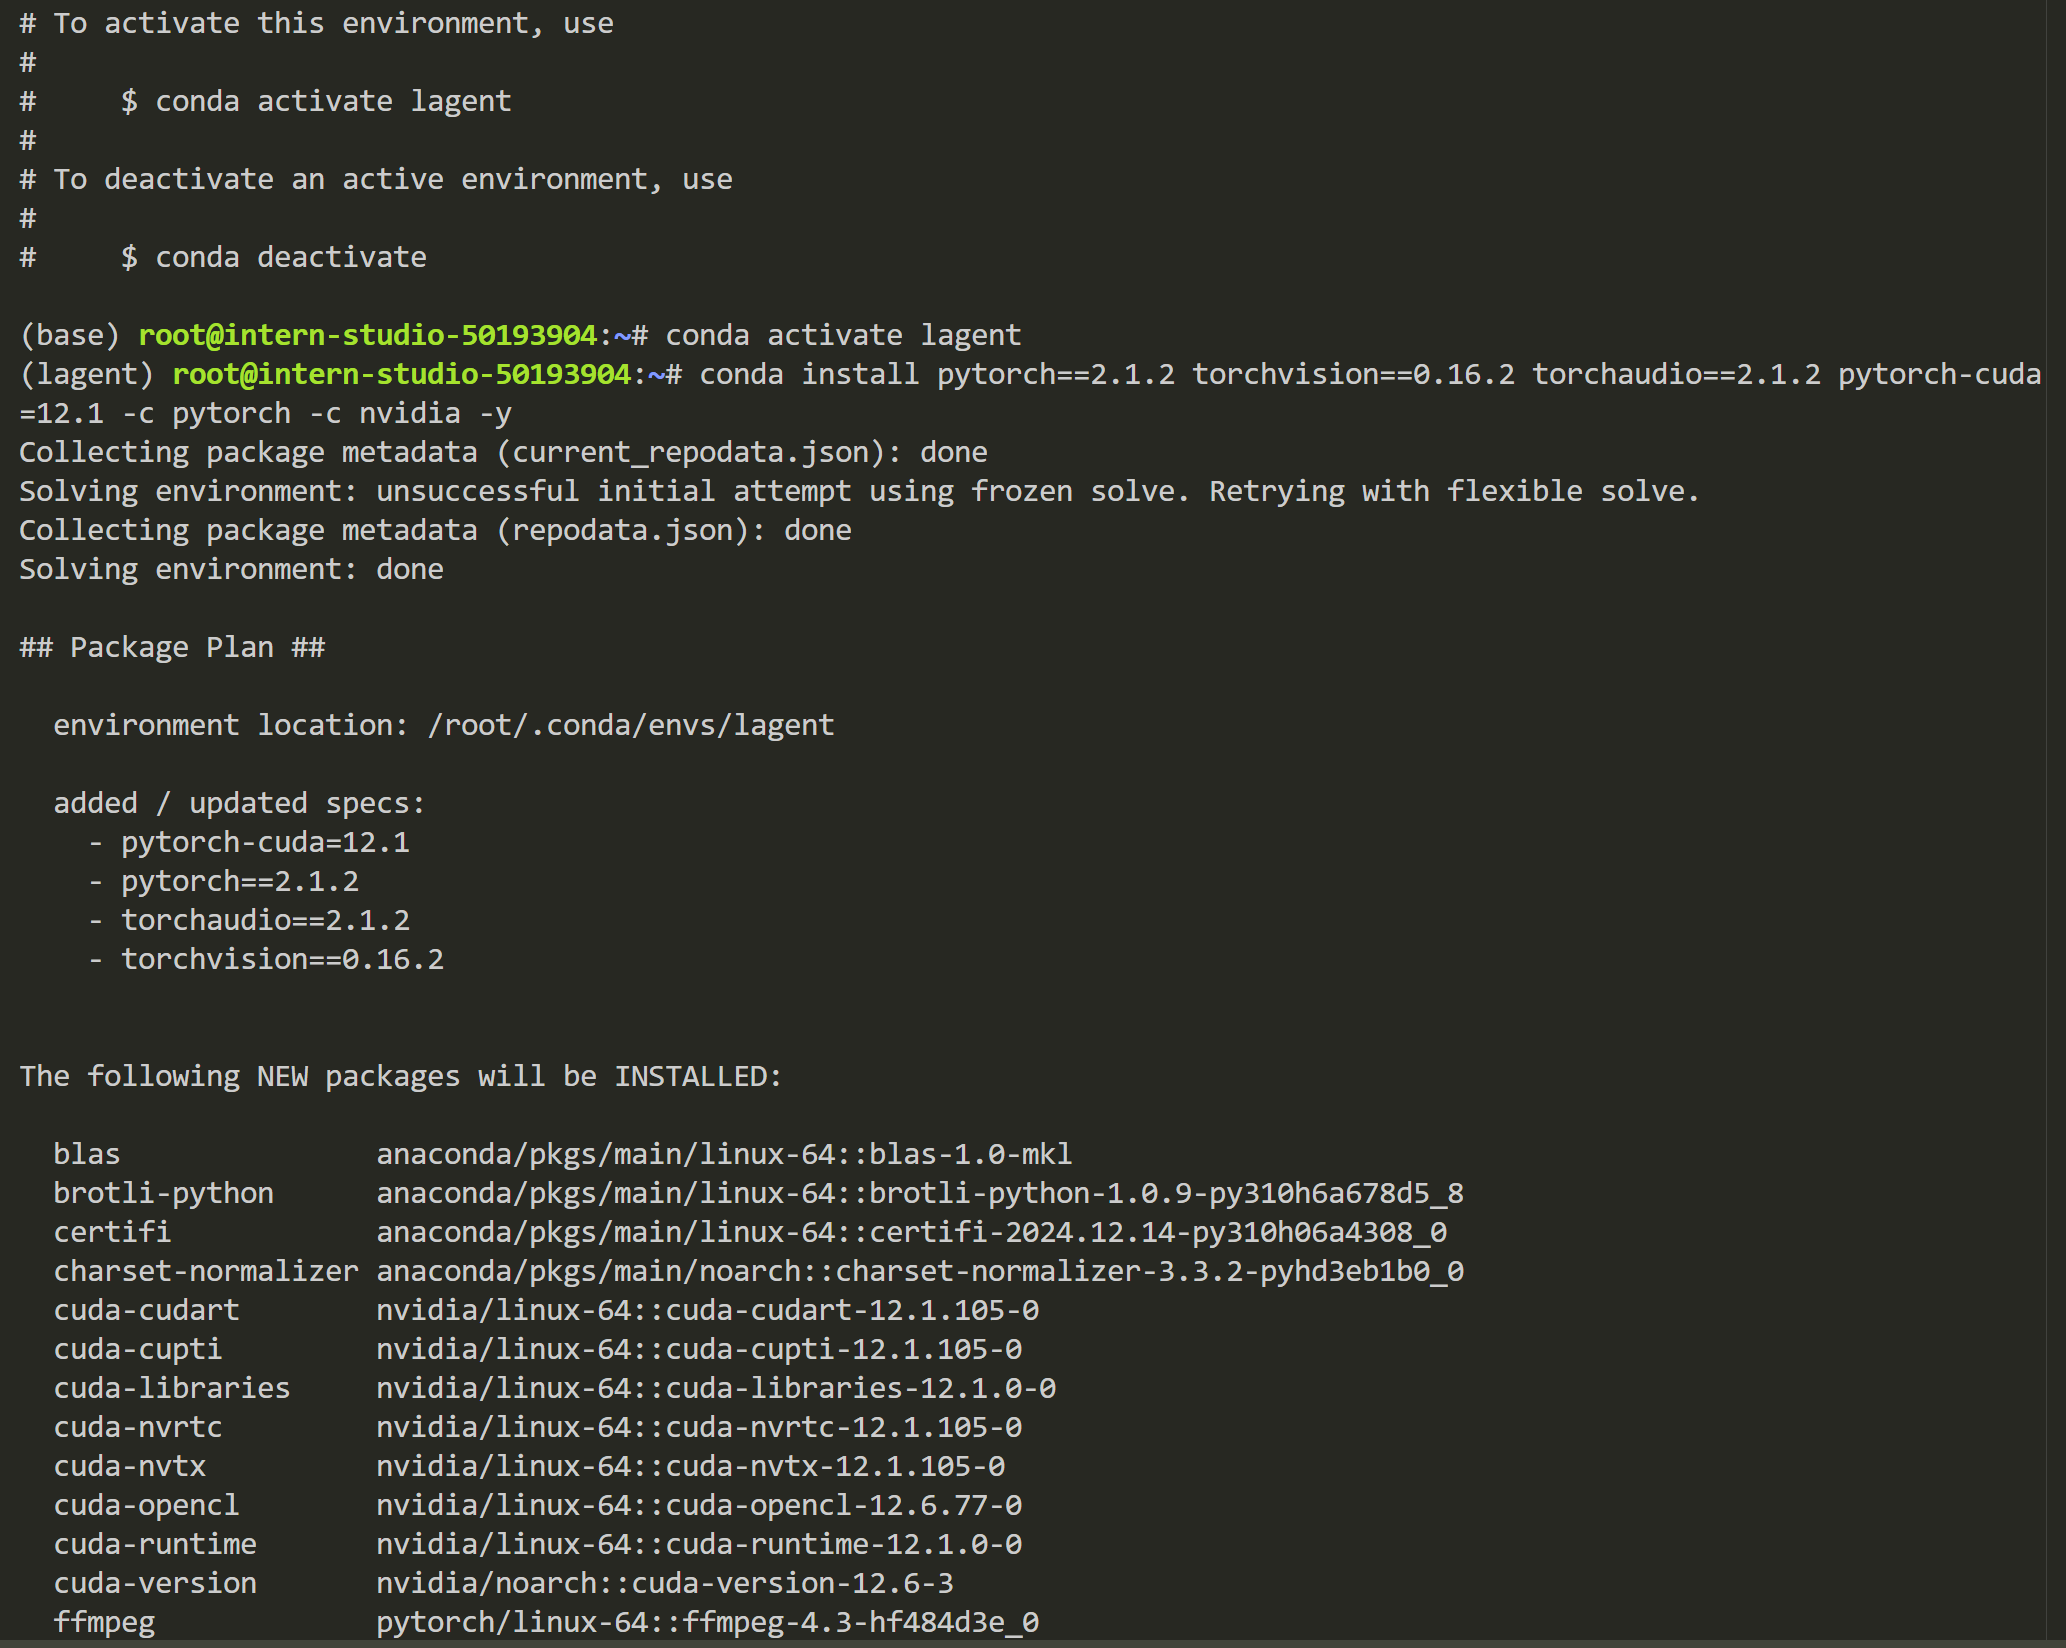 # To activate this environment, use
#
#     $ conda activate lagent
#
# To deactivate an active environment, use
#
#     $ conda deactivate

(base) root@intern-studio-50193904:~# conda activate lagent
(lagent) root@intern-studio-50193904:~# conda install pytorch==2.1.2 torchvision==0.16.2 torchaudio==2.1.2 pytorch-cuda
=12.1 -c pytorch -c nvidia -y
Collecting package metadata (current_repodata.json): done
Solving environment: unsuccessful initial attempt using frozen solve. Retrying with flexible solve.
Collecting package metadata (repodata.json): done
Solving environment: done

## Package Plan ##

  environment location: /root/.conda/envs/lagent

  added / updated specs:
    - pytorch-cuda=12.1
    - pytorch==2.1.2
    - torchaudio==2.1.2
    - torchvision==0.16.2


The following NEW packages will be INSTALLED:

  blas               anaconda/pkgs/main/linux-64::blas-1.0-mkl
  brotli-python      anaconda/pkgs/main/linux-64::brotli-python-1.0.9-py310h6a678d5_8
  certifi            anaconda/pkgs/main/linux-64::certifi-2024.12.14-py310h06a4308_0
  charset-normalizer anaconda/pkgs/main/noarch::charset-normalizer-3.3.2-pyhd3eb1b0_0
  cuda-cudart        nvidia/linux-64::cuda-cudart-12.1.105-0
  cuda-cupti         nvidia/linux-64::cuda-cupti-12.1.105-0
  cuda-libraries     nvidia/linux-64::cuda-libraries-12.1.0-0
  cuda-nvrtc         nvidia/linux-64::cuda-nvrtc-12.1.105-0
  cuda-nvtx          nvidia/linux-64::cuda-nvtx-12.1.105-0
  cuda-opencl        nvidia/linux-64::cuda-opencl-12.6.77-0
  cuda-runtime       nvidia/linux-64::cuda-runtime-12.1.0-0
  cuda-version       nvidia/noarch::cuda-version-12.6-3
  ffmpeg             pytorch/linux-64::ffmpeg-4.3-hf484d3e_0